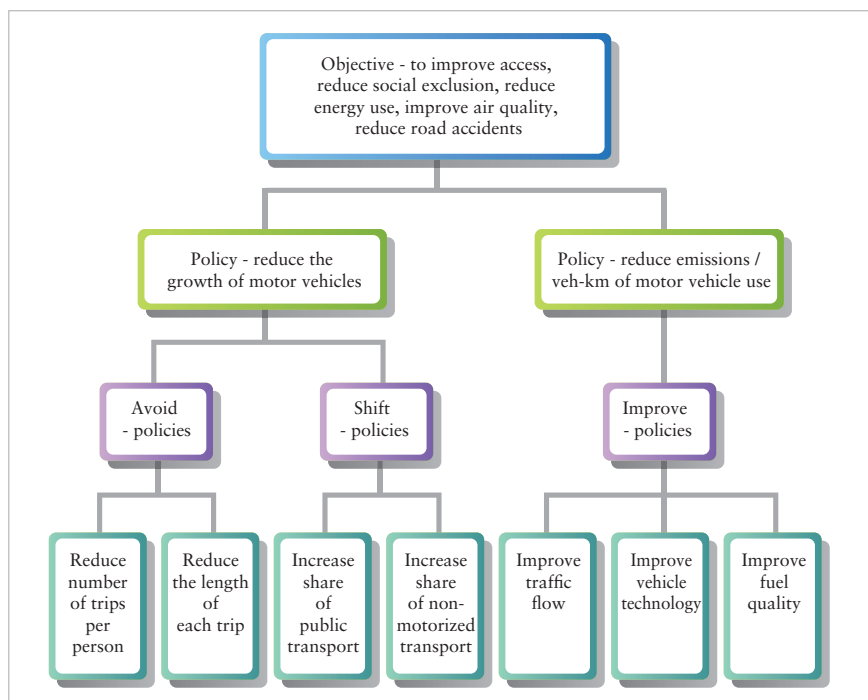 Objective - to improve access,
reduce social exclusion, reduce
energy use, improve air quality,
reduce road accidents
Policy - reduce the
growth of motor vehicles
Policy - reduce emissions /
veh-km of motor vehicle use
Avoid
- policies
Shift
- policies
Improve
- policies
Reduce
number
of trips
per
person
Reduce
the length
of
each trip
Increase
share
of
public
transport
Increase
share
of non-
motorized
transport
Improve
traffic
flow
Improve
vehicle
technology
Improve
fuel
quality